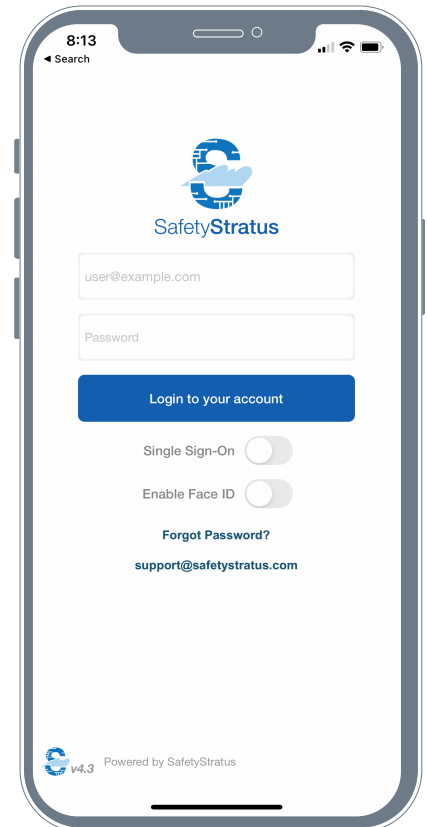 8:13
◀ Search
SafetyStratus
user@example.com
Password
Login to your account
Single Sign-On
Enable Face ID
Forgot Password?
support@safetystratus.com
v4.3 Powered by SafetyStratus